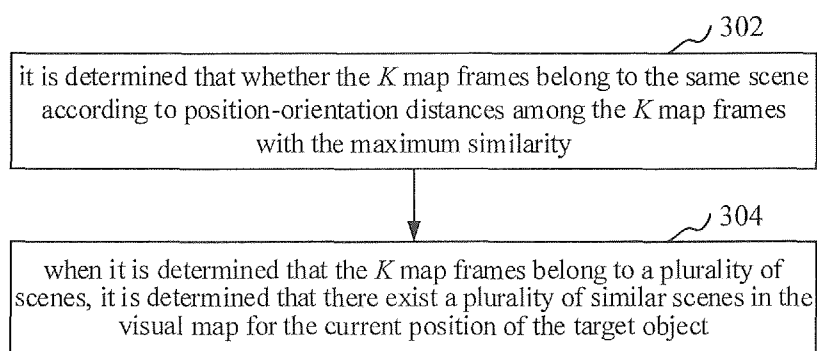 302
it is determined that whether the K map frames belong to the same scene
according to position-orientation distances among the K map frames
with the maximum similarity
304
when it is determined that the K map frames belong to a plurality of
scenes, it is determined that there exist a plurality of similar scenes in the
visual map for the current position of the target object